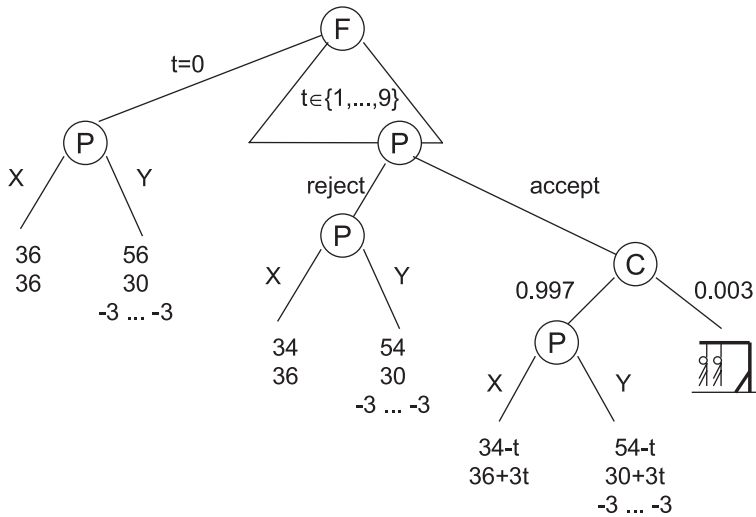 F
t=0
t∈{1,...,9}
P
P
X
Y
reject
accept
36
36
56
30
-3 ... -3
P
X
Y
C
0.997
0.003
34
36
54
30
-3 ... -3
P
X
Y
34-t
36+3t
54-t
30+3t
-3 ... -3